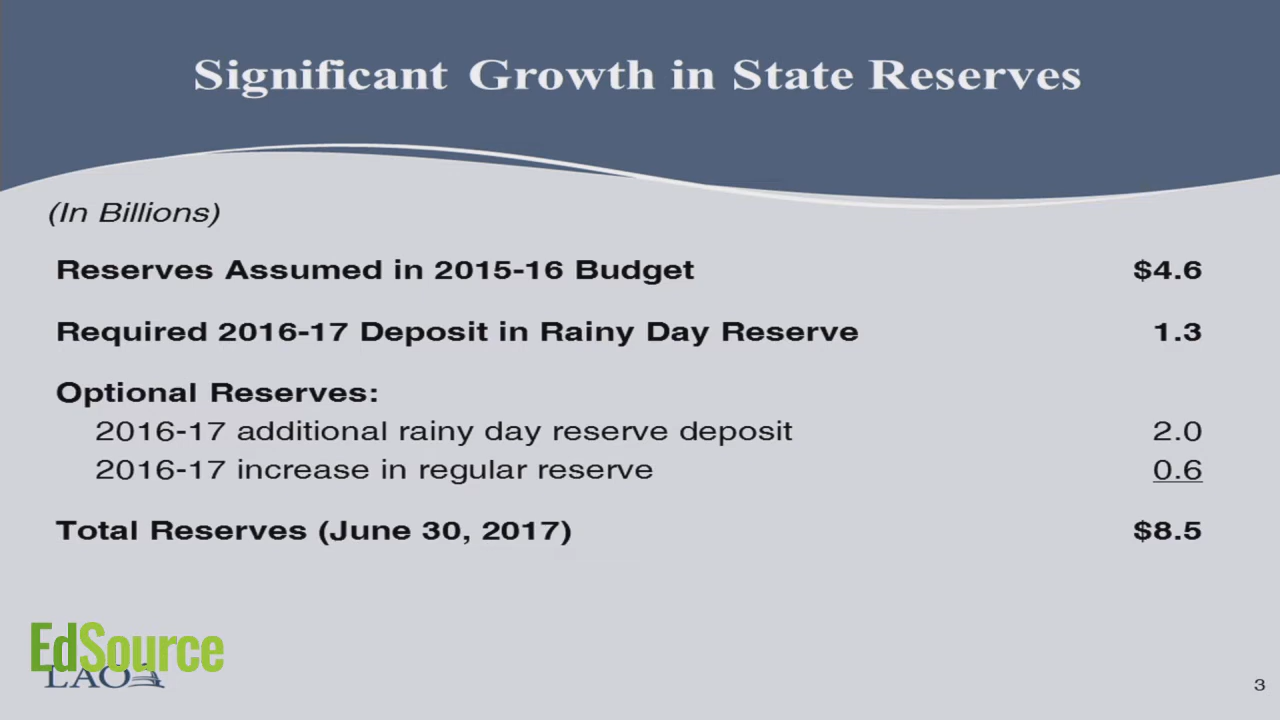 Significant Growth in State Reserves
(In Billions)
Reserves Assumed in 2015-16 Budget $4.6
Required 2016-17 Deposit in Rainy Day Reserve 1.3
Optional Reserves:
2016-17 additional rainy day reserve deposit 2.0
2016-17 increase in regular reserve 0.6
Total Reserves (June 30, 2017) $8.5
EdSource
LAO
3